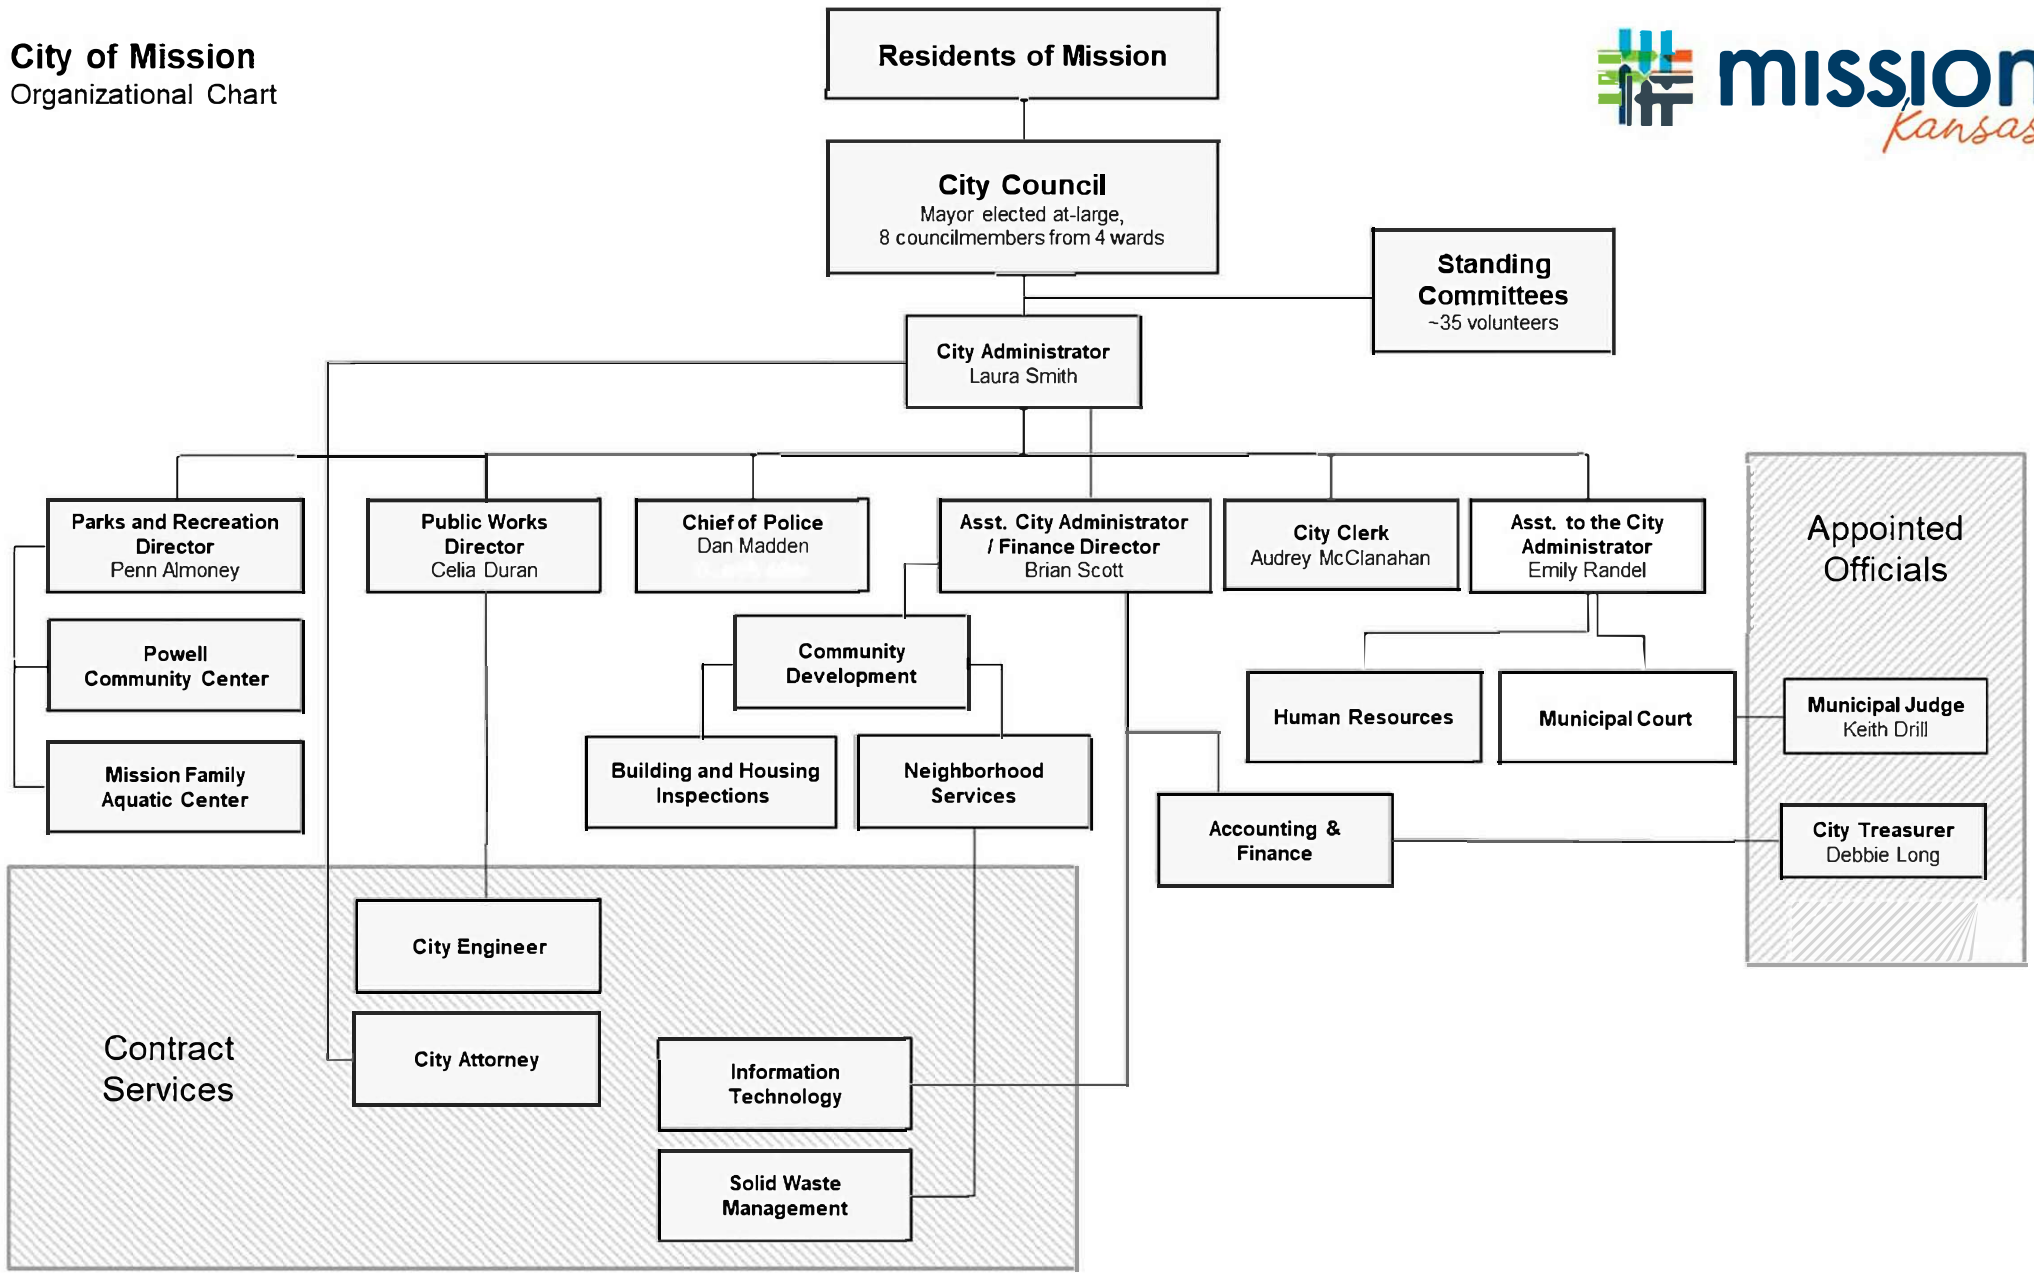 City of Mission
Organizational Chart
Residents of Mission
mission
kansas
City Council
Mayor elected at-large,
8 councilmembers from 4 wards
Standing
Committees
~35 volunteers
City Administrator
Laura Smith
Parks and Recreation
Director
Penn Almoney
Public Works
Director
Celia Duran
Chief of Police
Dan Madden
Asst. City Administrator
/ Finance Director
Brian Scott
City Clerk
Audrey McClanahan
Asst. to the City
Administrator
Emily Randel
Appointed
Officials
Powell
Community Center
Community
Development
Human Resources
Municipal Court
Municipal Judge
Keith Drill
Mission Family
Aquatic Center
Building and Housing
Inspections
Neighborhood
Services
Accounting &
Finance
City Treasurer
Debbie Long
Contract
Services
City Engineer
City Attorney
Information
Technology
Solid Waste
Management